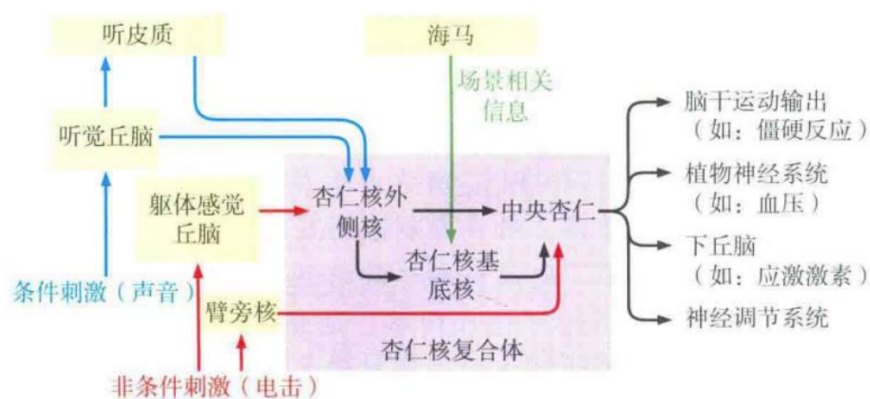 听皮质
海马
场景相关
信息
听觉丘脑
脑干运动输出
（如：僵硬反应）
躯体感觉
丘脑
杏仁核外
侧核
中央杏仁
植物神经系统
（如：血压）
杏仁核基
底核
下丘脑
（如：应激激素）
条件刺激（声音）
臂旁核
神经调节系统
杏仁核复合体
非条件刺激（电击）